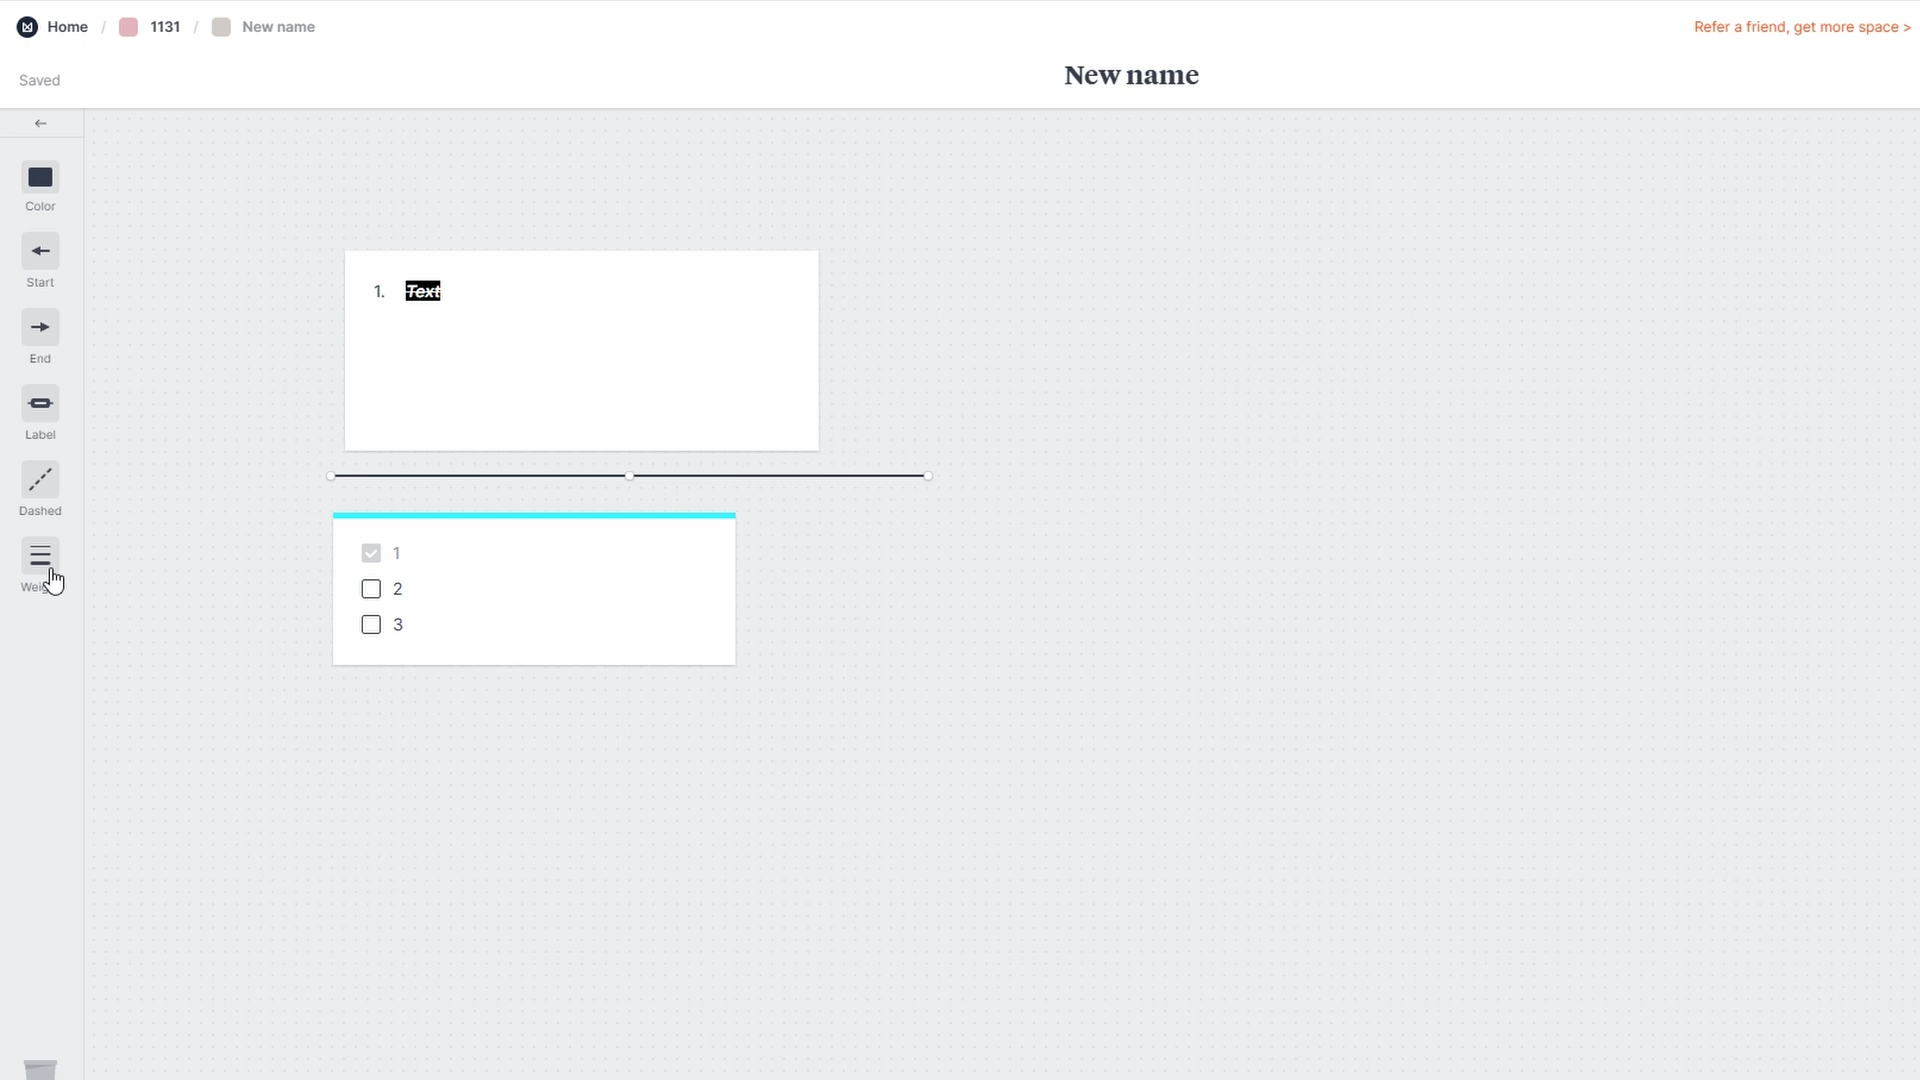 Home / 1131 / New name
Refer a friend, get more space >
Saved
New name
Color
Start
End
Label
Dashed
1. Text
1
2
3